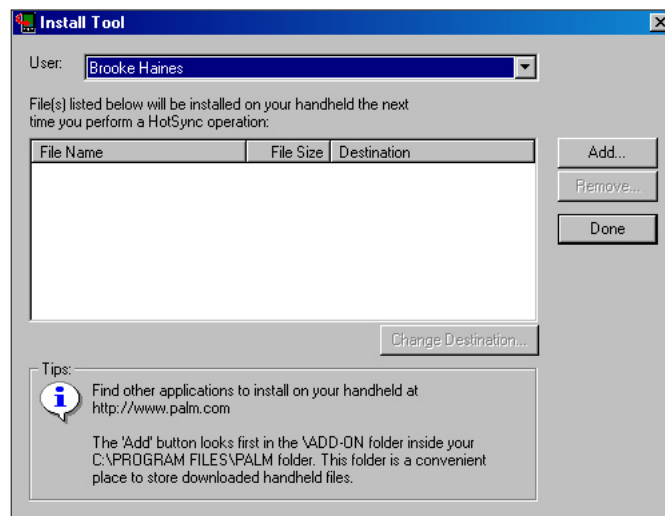 Install Tool
User: Brooke Haines
File(s) listed below will be installed on your handheld the next
time you perform a HotSync operation:
File Name File Size Destination
Add...
Remove...
Done
Change Destination...
Tips:
Find other applications to install on your handheld at
http://www.palm.com
The 'Add' button looks first in the \ADD-ON folder inside your
C:\PROGRAM FILES\PALM folder. This folder is a convenient
place to store downloaded handheld files.